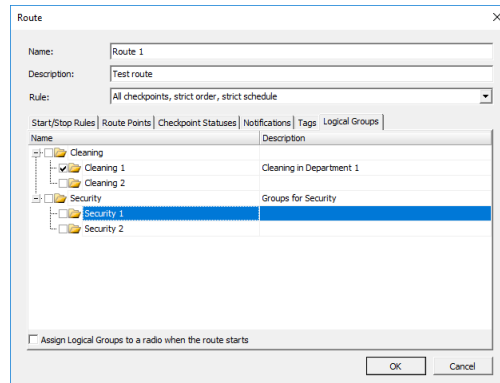 Route
Name: Route 1
Description: Test route
Rule: All checkpoints, strict order, strict schedule
Start/Stop Rules Route Points Checkpoint Statuses Notifications Tags Logical Groups
Name Description
Cleaning
Cleaning 1 Cleaning in Department 1
Cleaning 2
Security Groups for Security
Security 1
Security 2
Assign Logical Groups to a radio when the route starts
OK Cancel